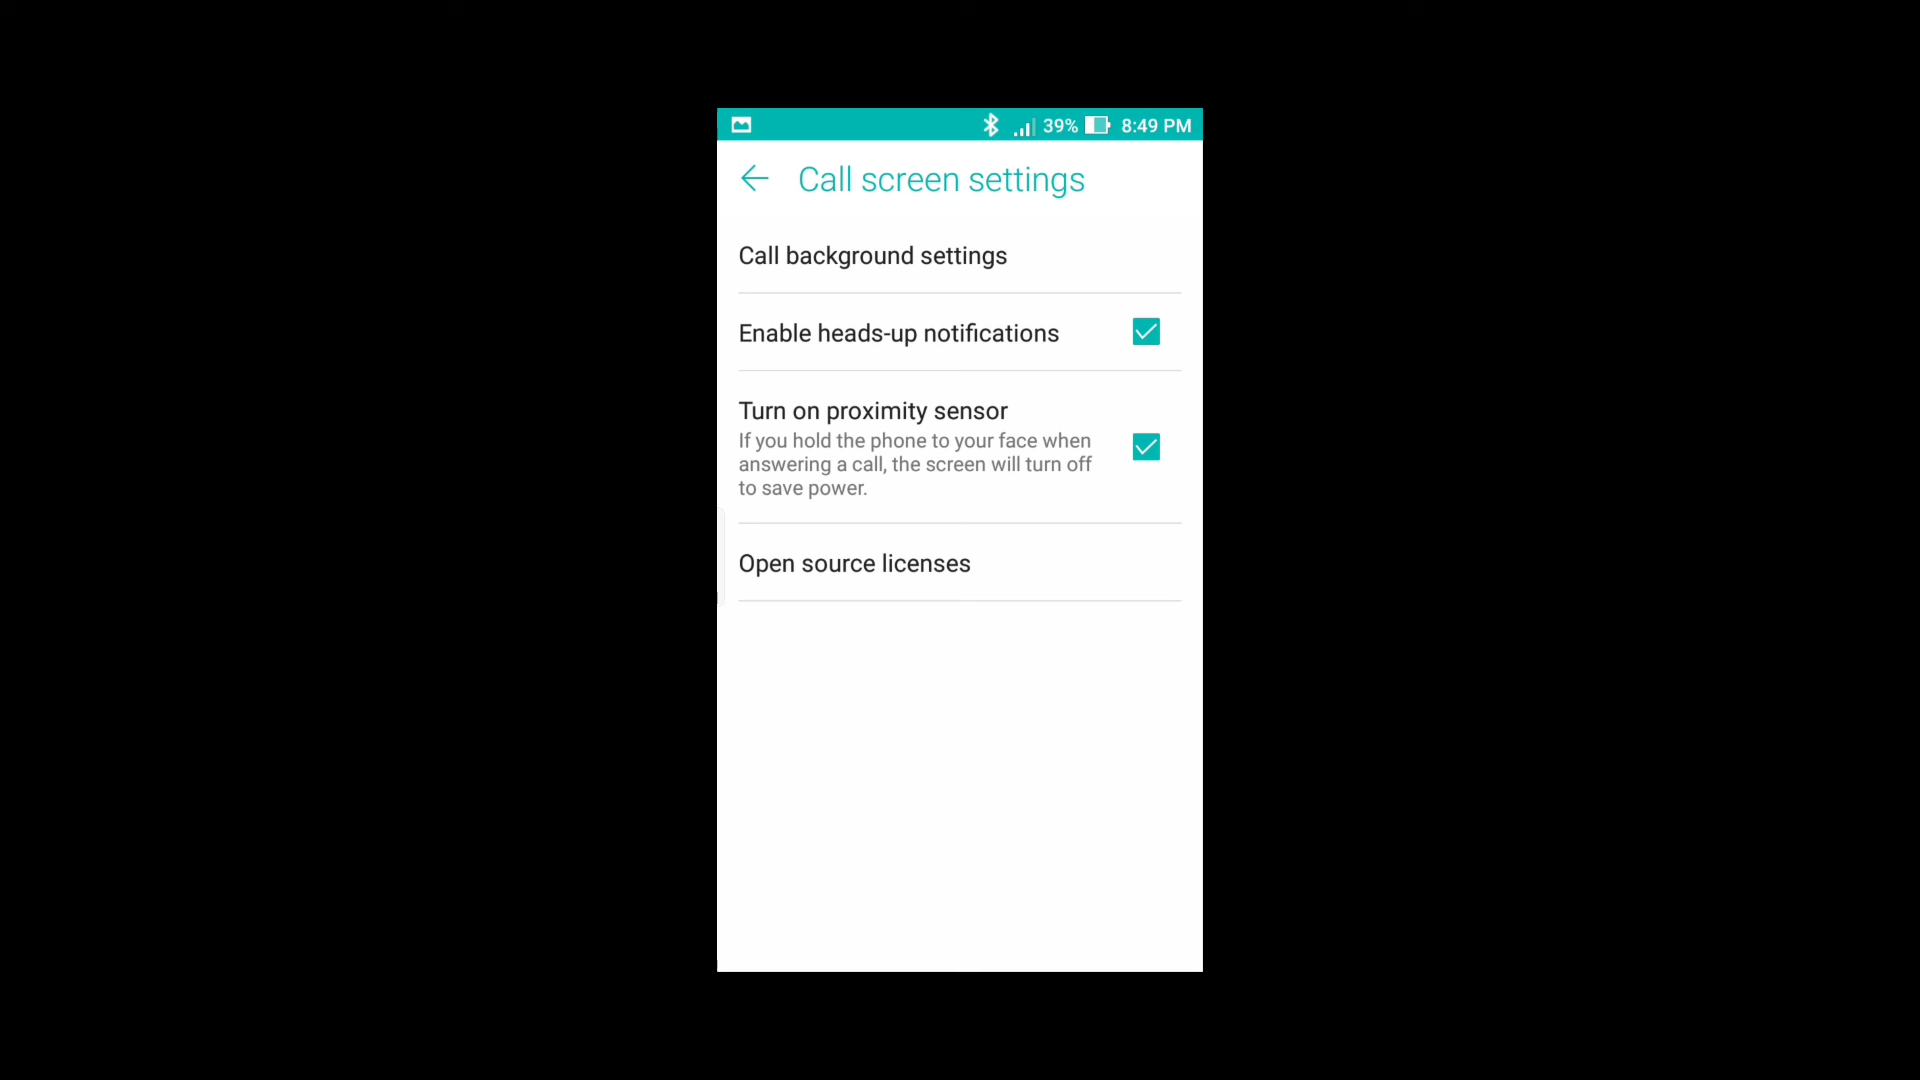 39% 8:49 PM
Call screen settings
Call background settings
Enable heads-up notifications
Turn on proximity sensor
If you hold the phone to your face when
answering a call, the screen will turn off
to save power.
Open source licenses